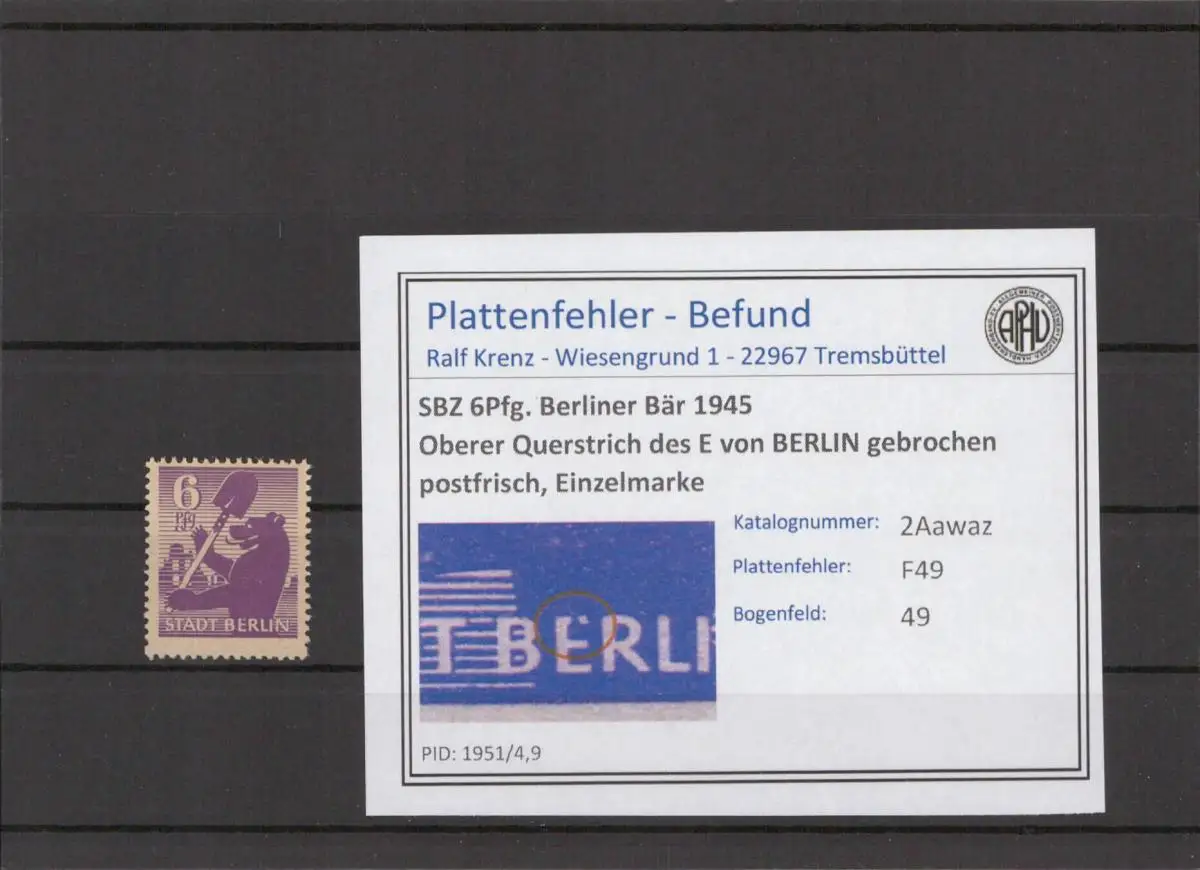 6
Pfg
STADT BERLIN
Plattenfehler - Befund
Ralf Krenz - Wiesengrund 1 - 22967 Tremsbüttel
APHV
SBZ 6Pfg. Berliner Bär 1945
Oberer Querstrich des E von BERLIN gebrochen
postfrisch, Einzelmarke
T BERLI
Katalognummer: 2Aawaz
Plattenfehler: F49
Bogenfeld: 49
PID: 1951/4,9